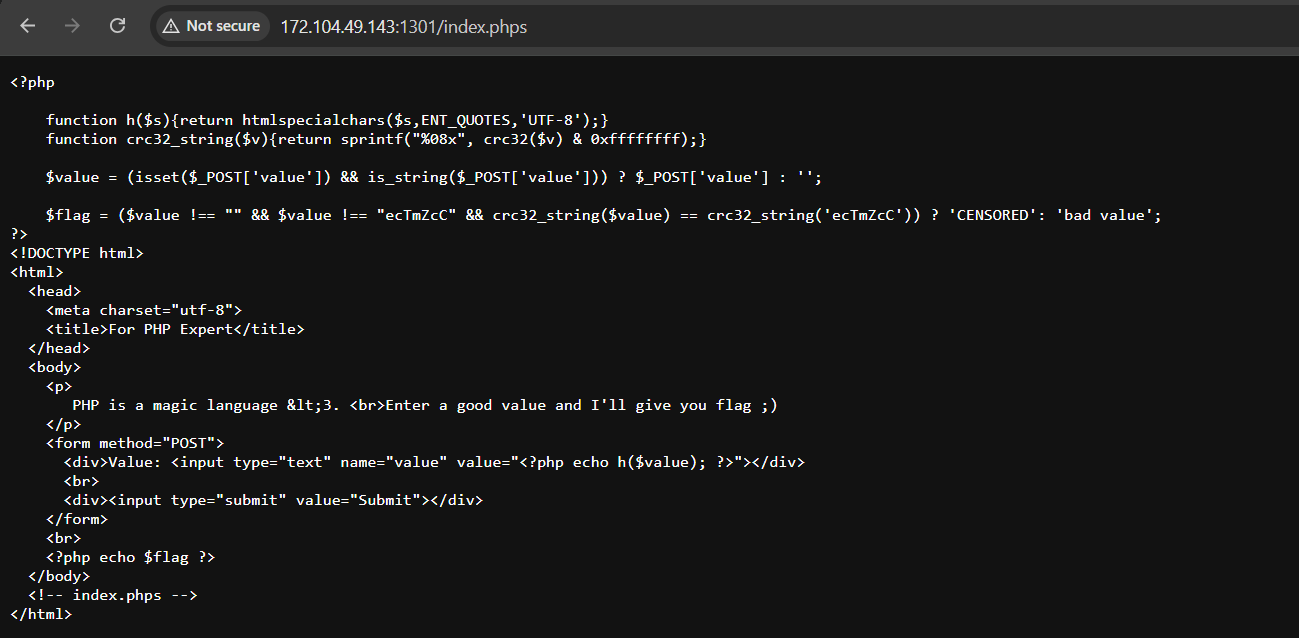 Not secure 172.104.49.143:1301/index.phps
<?php
function h($s){return htmlspecialchars($s,ENT_QUOTES,'UTF-8');}
function crc32_string($v){return sprintf("%08x", crc32($v) & 0xffffffff);}
$value = (isset($_POST['value']) && is_string($_POST['value'])) ? $_POST['value'] : '';
$flag = ($value !== "" && $value !== "ecTmZcC" && crc32_string($value) == crc32_string('ecTmZcC')) ? 'CENSORED': 'bad value';
?>
<!DOCTYPE html>
<html>
<head>
<meta charset="utf-8">
<title>For PHP Expert</title>
</head>
<body>
<p>
PHP is a magic language &lt;3. <br>Enter a good value and I'll give you flag ;)
</p>
<form method="POST">
<div>Value: <input type="text" name="value" value="<?php echo h($value); ?>"></div>
<br>
<div><input type="submit" value="Submit"></div>
</form>
<br>
<?php echo $flag ?>
</body>
<!-- index.phps -->
</html>